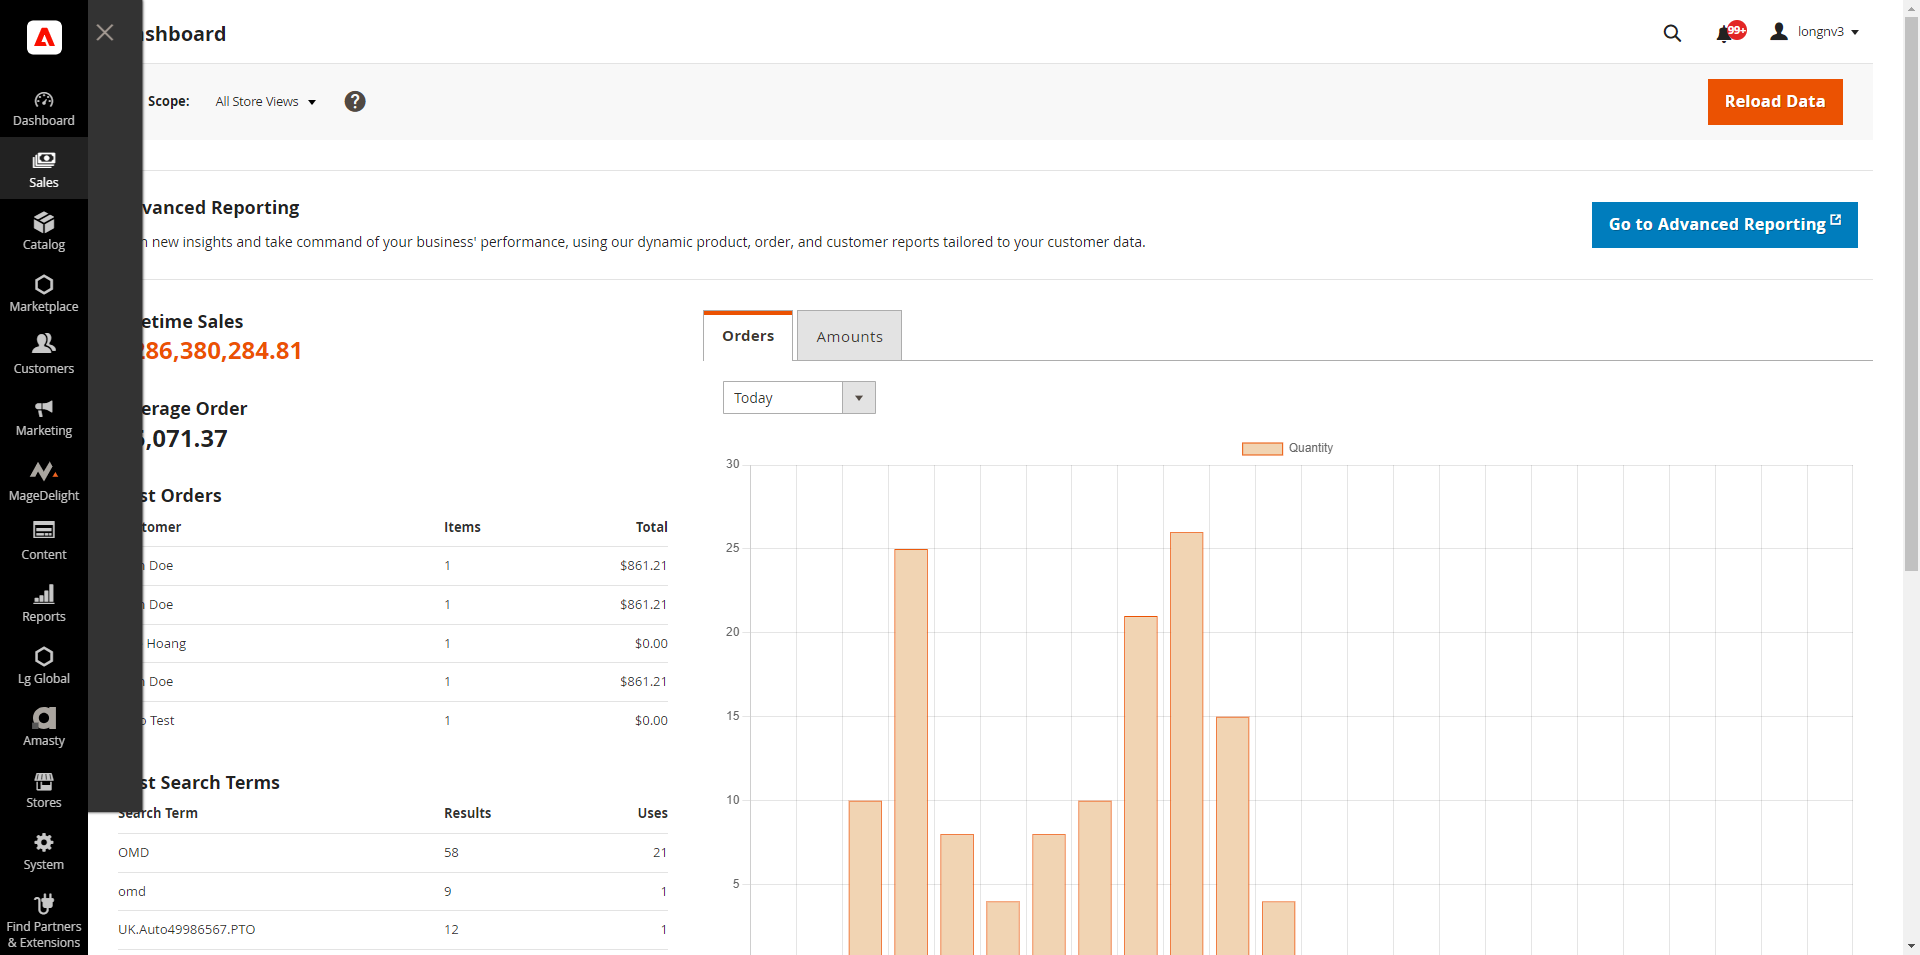 Dashboard
Sales
Catalog
Marketplace
Customers
Marketing
MageDelight
Content
Reports
Lg Global
Amasty
Stores
System
Find Partners
& Extensions
shboard
99+
longnv3
Scope:
All Store Views
?
Reload Data
vanced Reporting
n new insights and take command of your business' performance, using our dynamic product, order, and customer reports tailored to your customer data.
Go to Advanced Reporting
etime Sales
86,380,284.81
erage Order
,071.37
st Orders
tomer Items Total
n Doe 1 $861.21
n Doe 1 $861.21
Hoang 1 $0.00
n Doe 1 $861.21
o Test 1 $0.00
st Search Terms
Search Term Results Uses
OMD 58 21
omd 9 1
UK.Auto49986567.PTO 12 1
Orders
Amounts
Today
Quantity
30
25
20
15
10
5